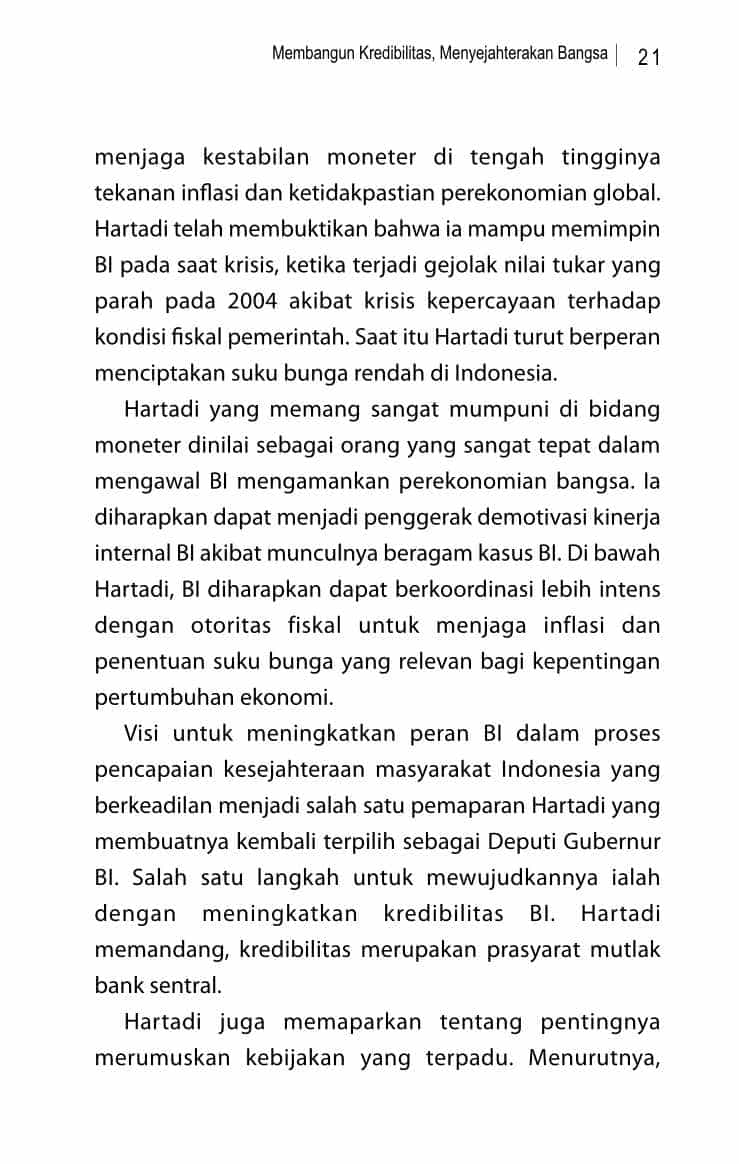 Membangun Kredibilitas, Menyejahterakan Bangsa | 21
menjaga kestabilan moneter di tengah tingginya
tekanan inflasi dan ketidakpastian perekonomian global.
Hartadi telah membuktikan bahwa ia mampu memimpin
BI pada saat krisis, ketika terjadi gejolak nilai tukar yang
parah pada 2004 akibat krisis kepercayaan terhadap
kondisi fiskal pemerintah. Saat itu Hartadi turut berperan
menciptakan suku bunga rendah di Indonesia.
Hartadi yang memang sangat mumpuni di bidang
moneter dinilai sebagai orang yang sangat tepat dalam
mengawal BI mengamankan perekonomian bangsa. Ia
diharapkan dapat menjadi penggerak demotivasi kinerja
internal BI akibat munculnya beragam kasus BI. Di bawah
Hartadi, BI diharapkan dapat berkoordinasi lebih intens
dengan otoritas fiskal untuk menjaga inflasi dan
penentuan suku bunga yang relevan bagi kepentingan
pertumbuhan ekonomi.
Visi untuk meningkatkan peran BI dalam proses
pencapaian kesejahteraan masyarakat Indonesia yang
berkeadilan menjadi salah satu pemaparan Hartadi yang
membuatnya kembali terpilih sebagai Deputi Gubernur
BI. Salah satu langkah untuk mewujudkannya ialah
dengan meningkatkan kredibilitas BI. Hartadi
memandang, kredibilitas merupakan prasyarat mutlak
bank sentral.
Hartadi juga memaparkan tentang pentingnya
merumuskan kebijakan yang terpadu. Menurutnya,